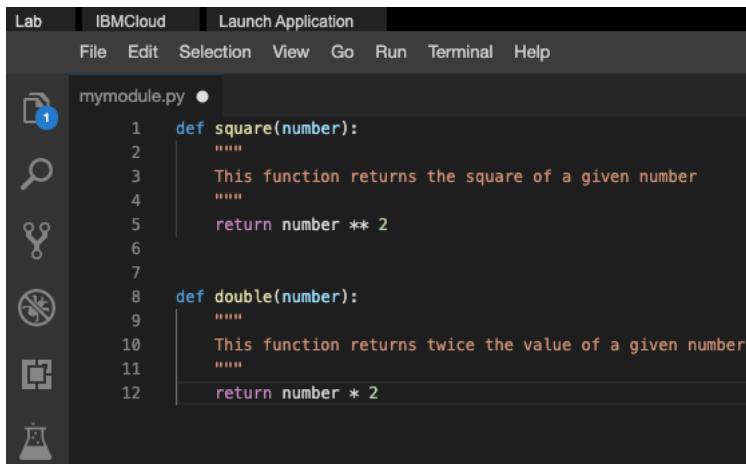 Lab IBMCloud Launch Application
File Edit Selection View Go Run Terminal Help
mymodule.py ●
1
1 def square(number):
2 """
3 This function returns the square of a given number
4 """
5 return number ** 2
6
7
8 def double(number):
9 """
10 This function returns twice the value of a given number
11 """
12 return number * 2